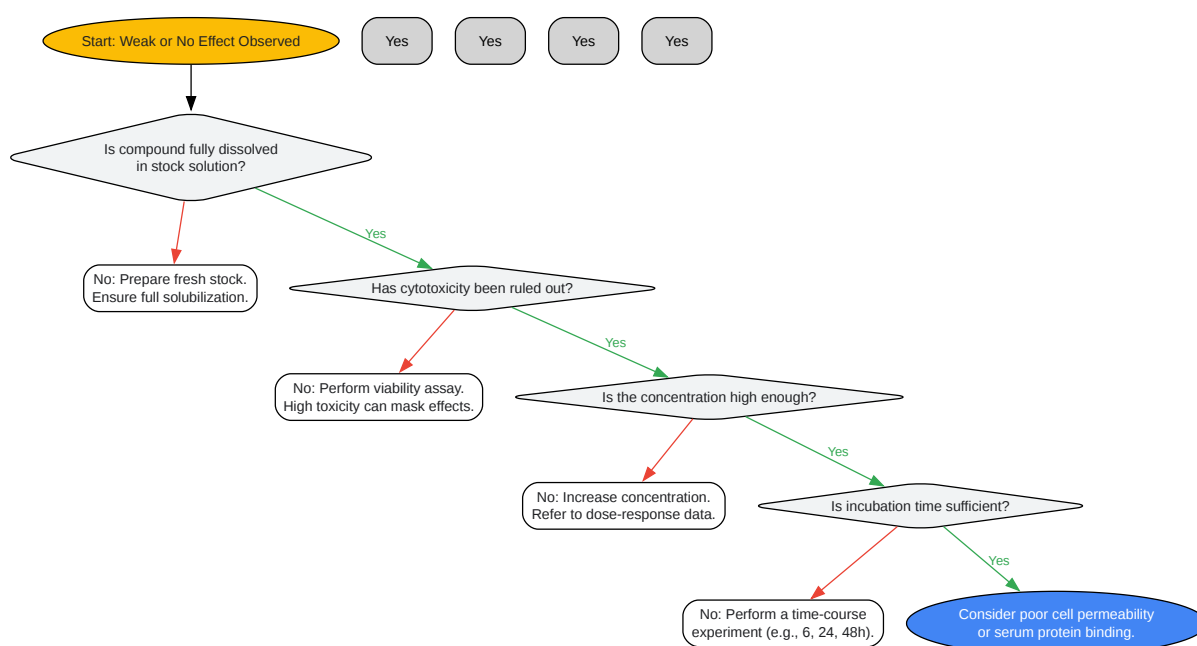 Start: Weak or No Effect Observed
Yes
Yes
Yes
Yes
Is compound fully dissolved
in stock solution?
Yes
No: Prepare fresh stock.
Ensure full solubilization.
Has cytotoxicity been ruled out?
Yes
No: Perform viability assay.
High toxicity can mask effects.
Is the concentration high enough?
Yes
No: Increase concentration.
Refer to dose-response data.
Is incubation time sufficient?
Yes
No: Perform a time-course
experiment (e.g., 6, 24, 48h).
Consider poor cell permeability
or serum protein binding.